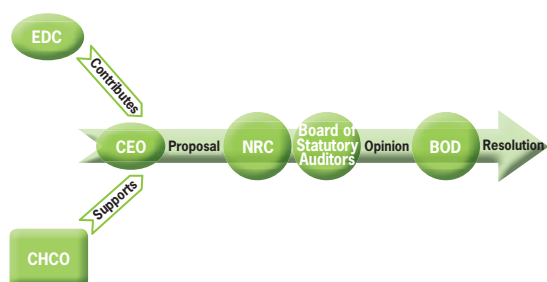 EDC
Contributes
CEO
Proposal
NRC
Board of
Statutory
Auditors
Opinion
BOD
Resolution
Supports
CHCO